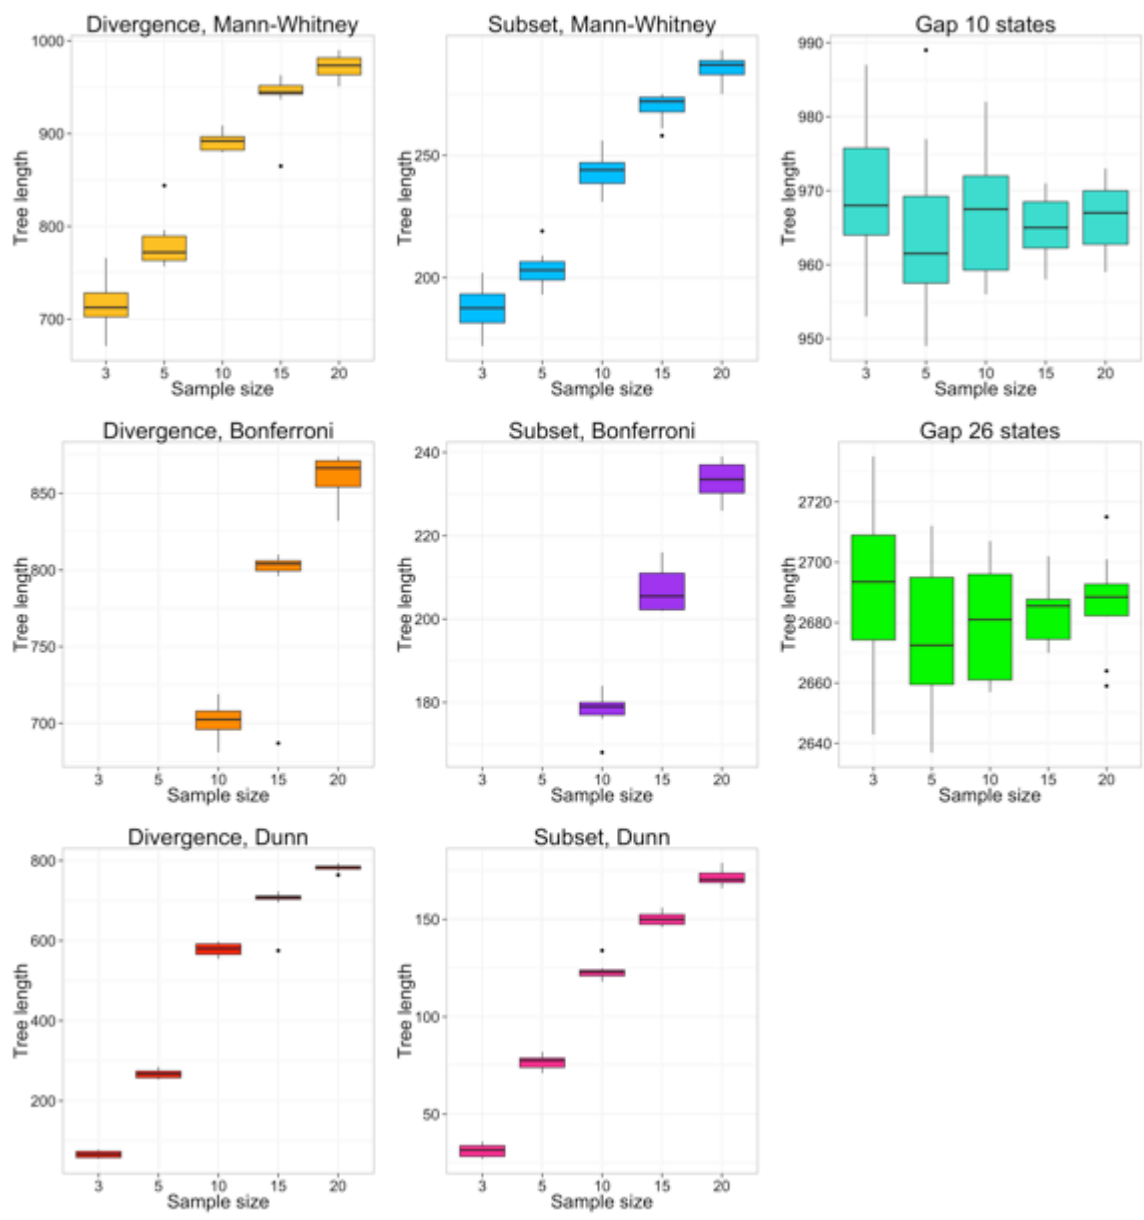 Divergence, Mann-Whitney
Tree length
1000
900
800
700
3 5 10 15 20
Sample size
Subset, Mann-Whitney
Tree length
250
200
3 5 10 15 20
Sample size
Gap 10 states
Tree length
990
980
970
960
950
3 5 10 15 20
Sample size
Divergence, Bonferroni
Tree length
850
800
750
700
3 5 10 15 20
Sample size
Subset, Bonferroni
Tree length
240
220
200
180
3 5 10 15 20
Sample size
Gap 26 states
Tree length
2720
2700
2680
2660
2640
3 5 10 15 20
Sample size
Divergence, Dunn
Tree length
800
600
400
200
3 5 10 15 20
Sample size
Subset, Dunn
Tree length
150
100
50
3 5 10 15 20
Sample size